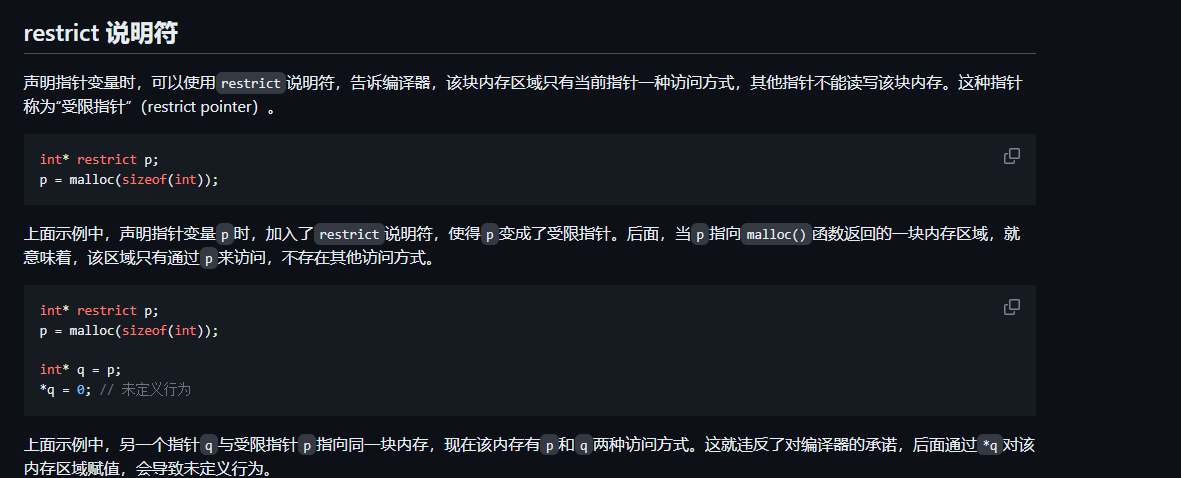 restrict 说明符
声明指针变量时，可以使用restrict说明符，告诉编译器，该块内存区域只有当前指针一种访问方式，其他指针不能读写该块内存。这种指针
称为“受限指针”（restrict pointer）。
int* restrict p;
p = malloc(sizeof(int));
上面示例中，声明指针变量p时，加入了restrict说明符，使得p变成了受限指针。后面，当p指向malloc()函数返回的一块内存区域，就
意味着，该区域只有通过p来访问，不存在其他访问方式。
int* restrict p;
p = malloc(sizeof(int));
int* q = p;
*q = 0; // 未定义行为
上面示例中，另一个指针q与受限指针p指向同一块内存，现在该内存有p和q两种访问方式。这就违反了对编译器的承诺，后面通过*q对该
内存区域赋值，会导致未定义行为。